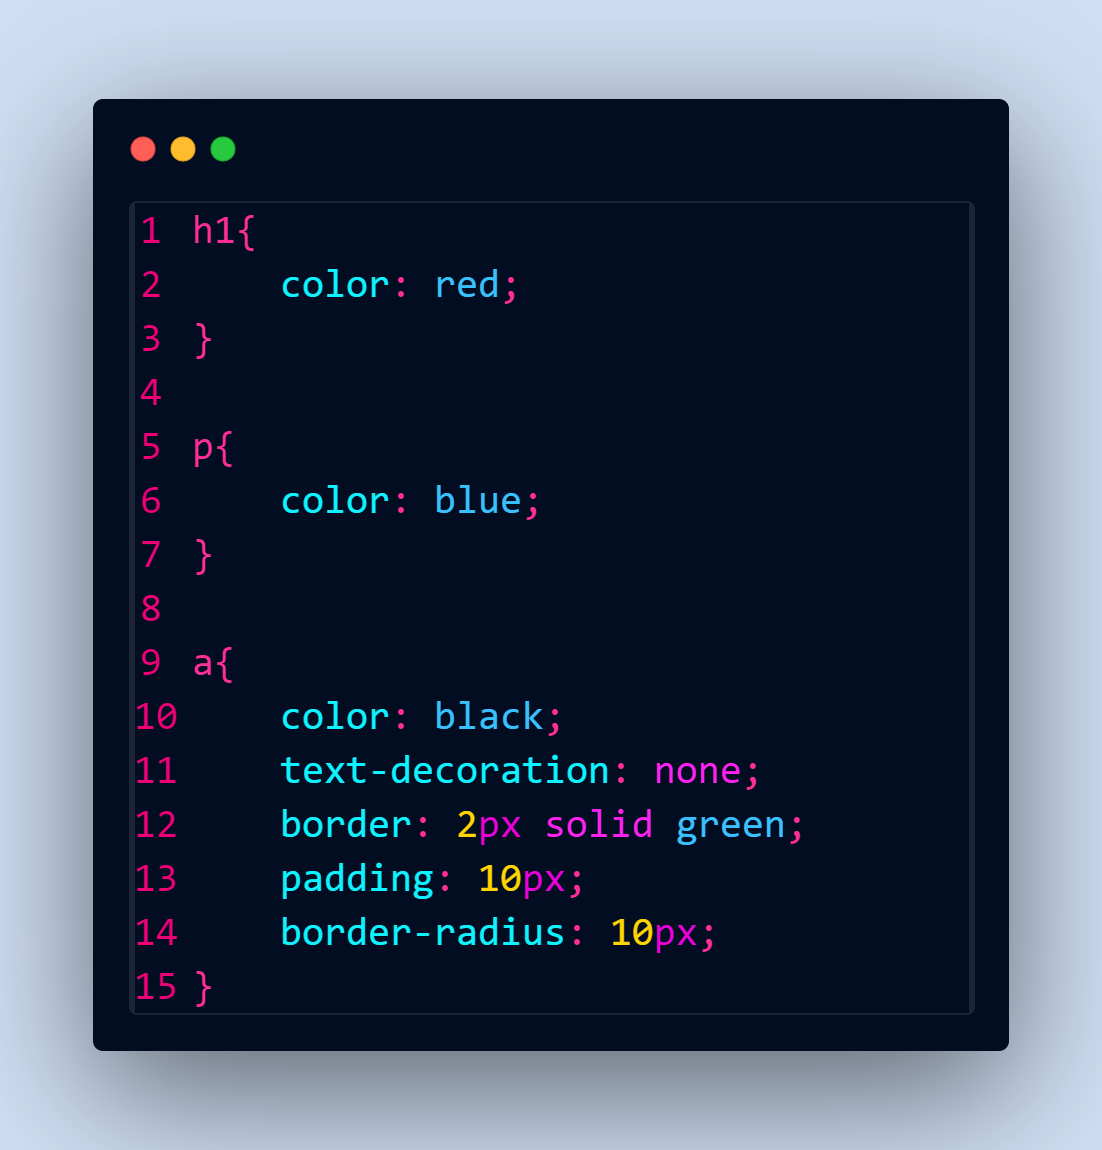 1 h1{
2     color: red;
3 }
4
5 p{
6     color: blue;
7 }
8
9 a{
10     color: black;
11     text-decoration: none;
12     border: 2px solid green;
13     padding: 10px;
14     border-radius: 10px;
15 }